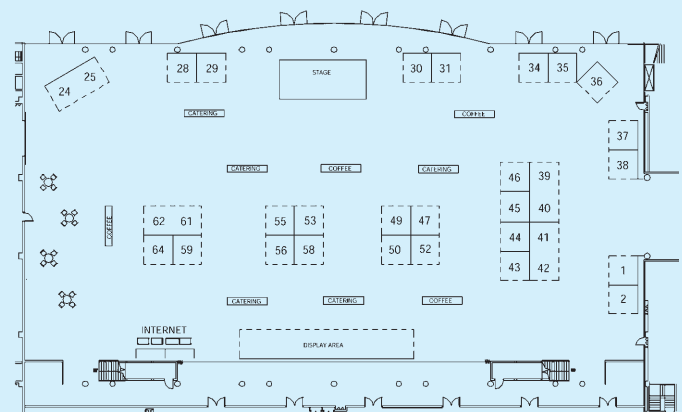 28 29
STAGE
30 31
34 35
36
24 25
CATERING
COFFEE
37
38
CATERING
COFFEE
CATERING
46 39
45 40
44 41
43 42
COFFEE
62 61
64 59
55 53
56 58
49 47
50 52
1
2
CATERING
CATERING
COFFEE
INTERNET
DISPLAY AREA